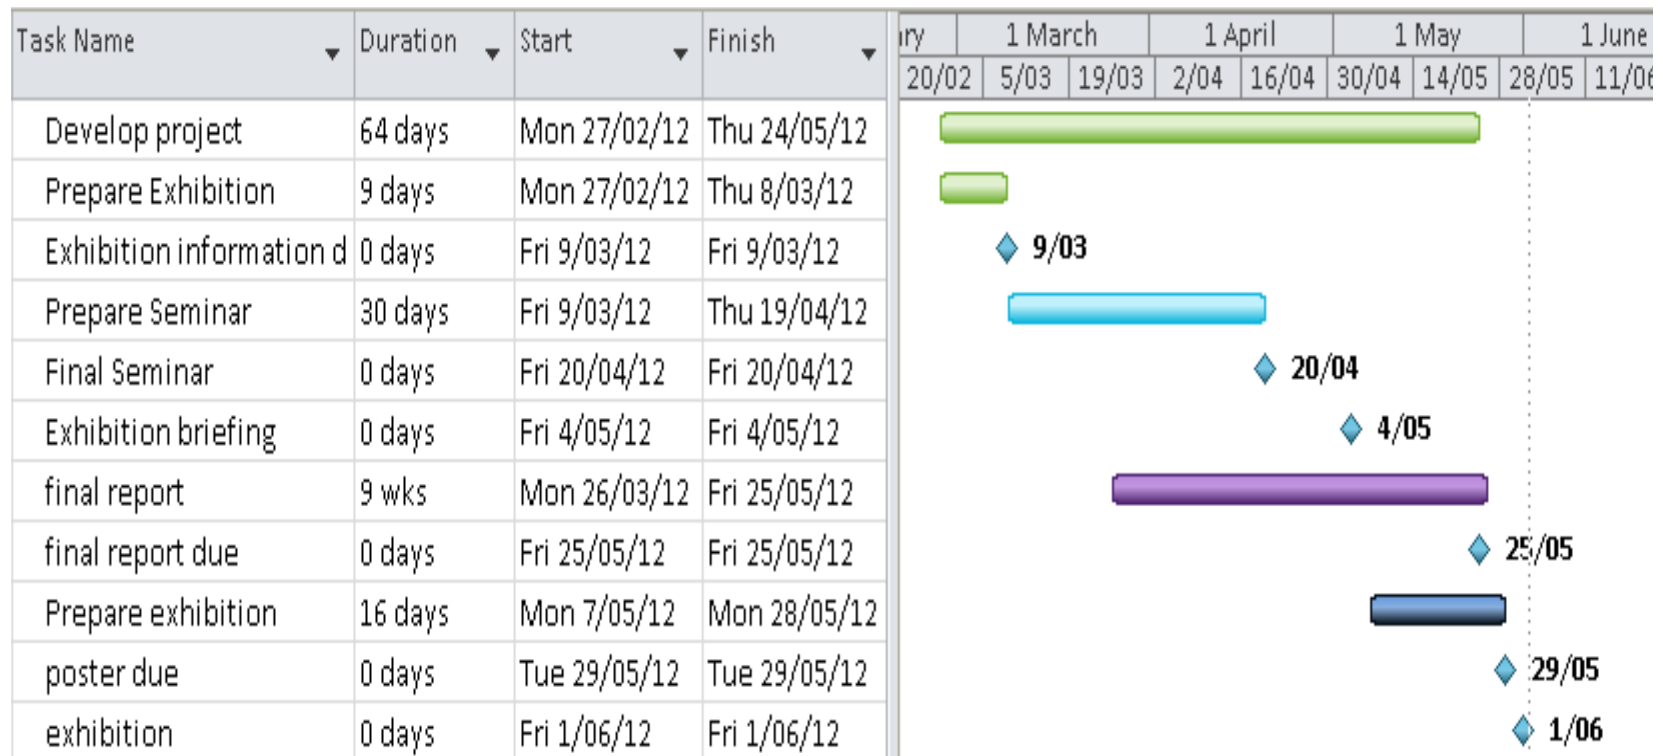 Task Name Duration Start Finish ry 1 March 1 April 1 May 1 June
20/02 5/03 19/03 2/04 16/04 30/04 14/05 28/05 11/06
Develop project 64 days Mon 27/02/12 Thu 24/05/12
Prepare Exhibition 9 days Mon 27/02/12 Thu 8/03/12
Exhibition information d 0 days Fri 9/03/12 Fri 9/03/12 9/03
Prepare Seminar 30 days Fri 9/03/12 Thu 19/04/12
Final Seminar 0 days Fri 20/04/12 Fri 20/04/12 20/04
Exhibition briefing 0 days Fri 4/05/12 Fri 4/05/12 4/05
final report 9 wks Mon 26/03/12 Fri 25/05/12
final report due 0 days Fri 25/05/12 Fri 25/05/12 25/05
Prepare exhibition 16 days Mon 7/05/12 Mon 28/05/12
poster due 0 days Tue 29/05/12 Tue 29/05/12 29/05
exhibition 0 days Fri 1/06/12 Fri 1/06/12 1/06